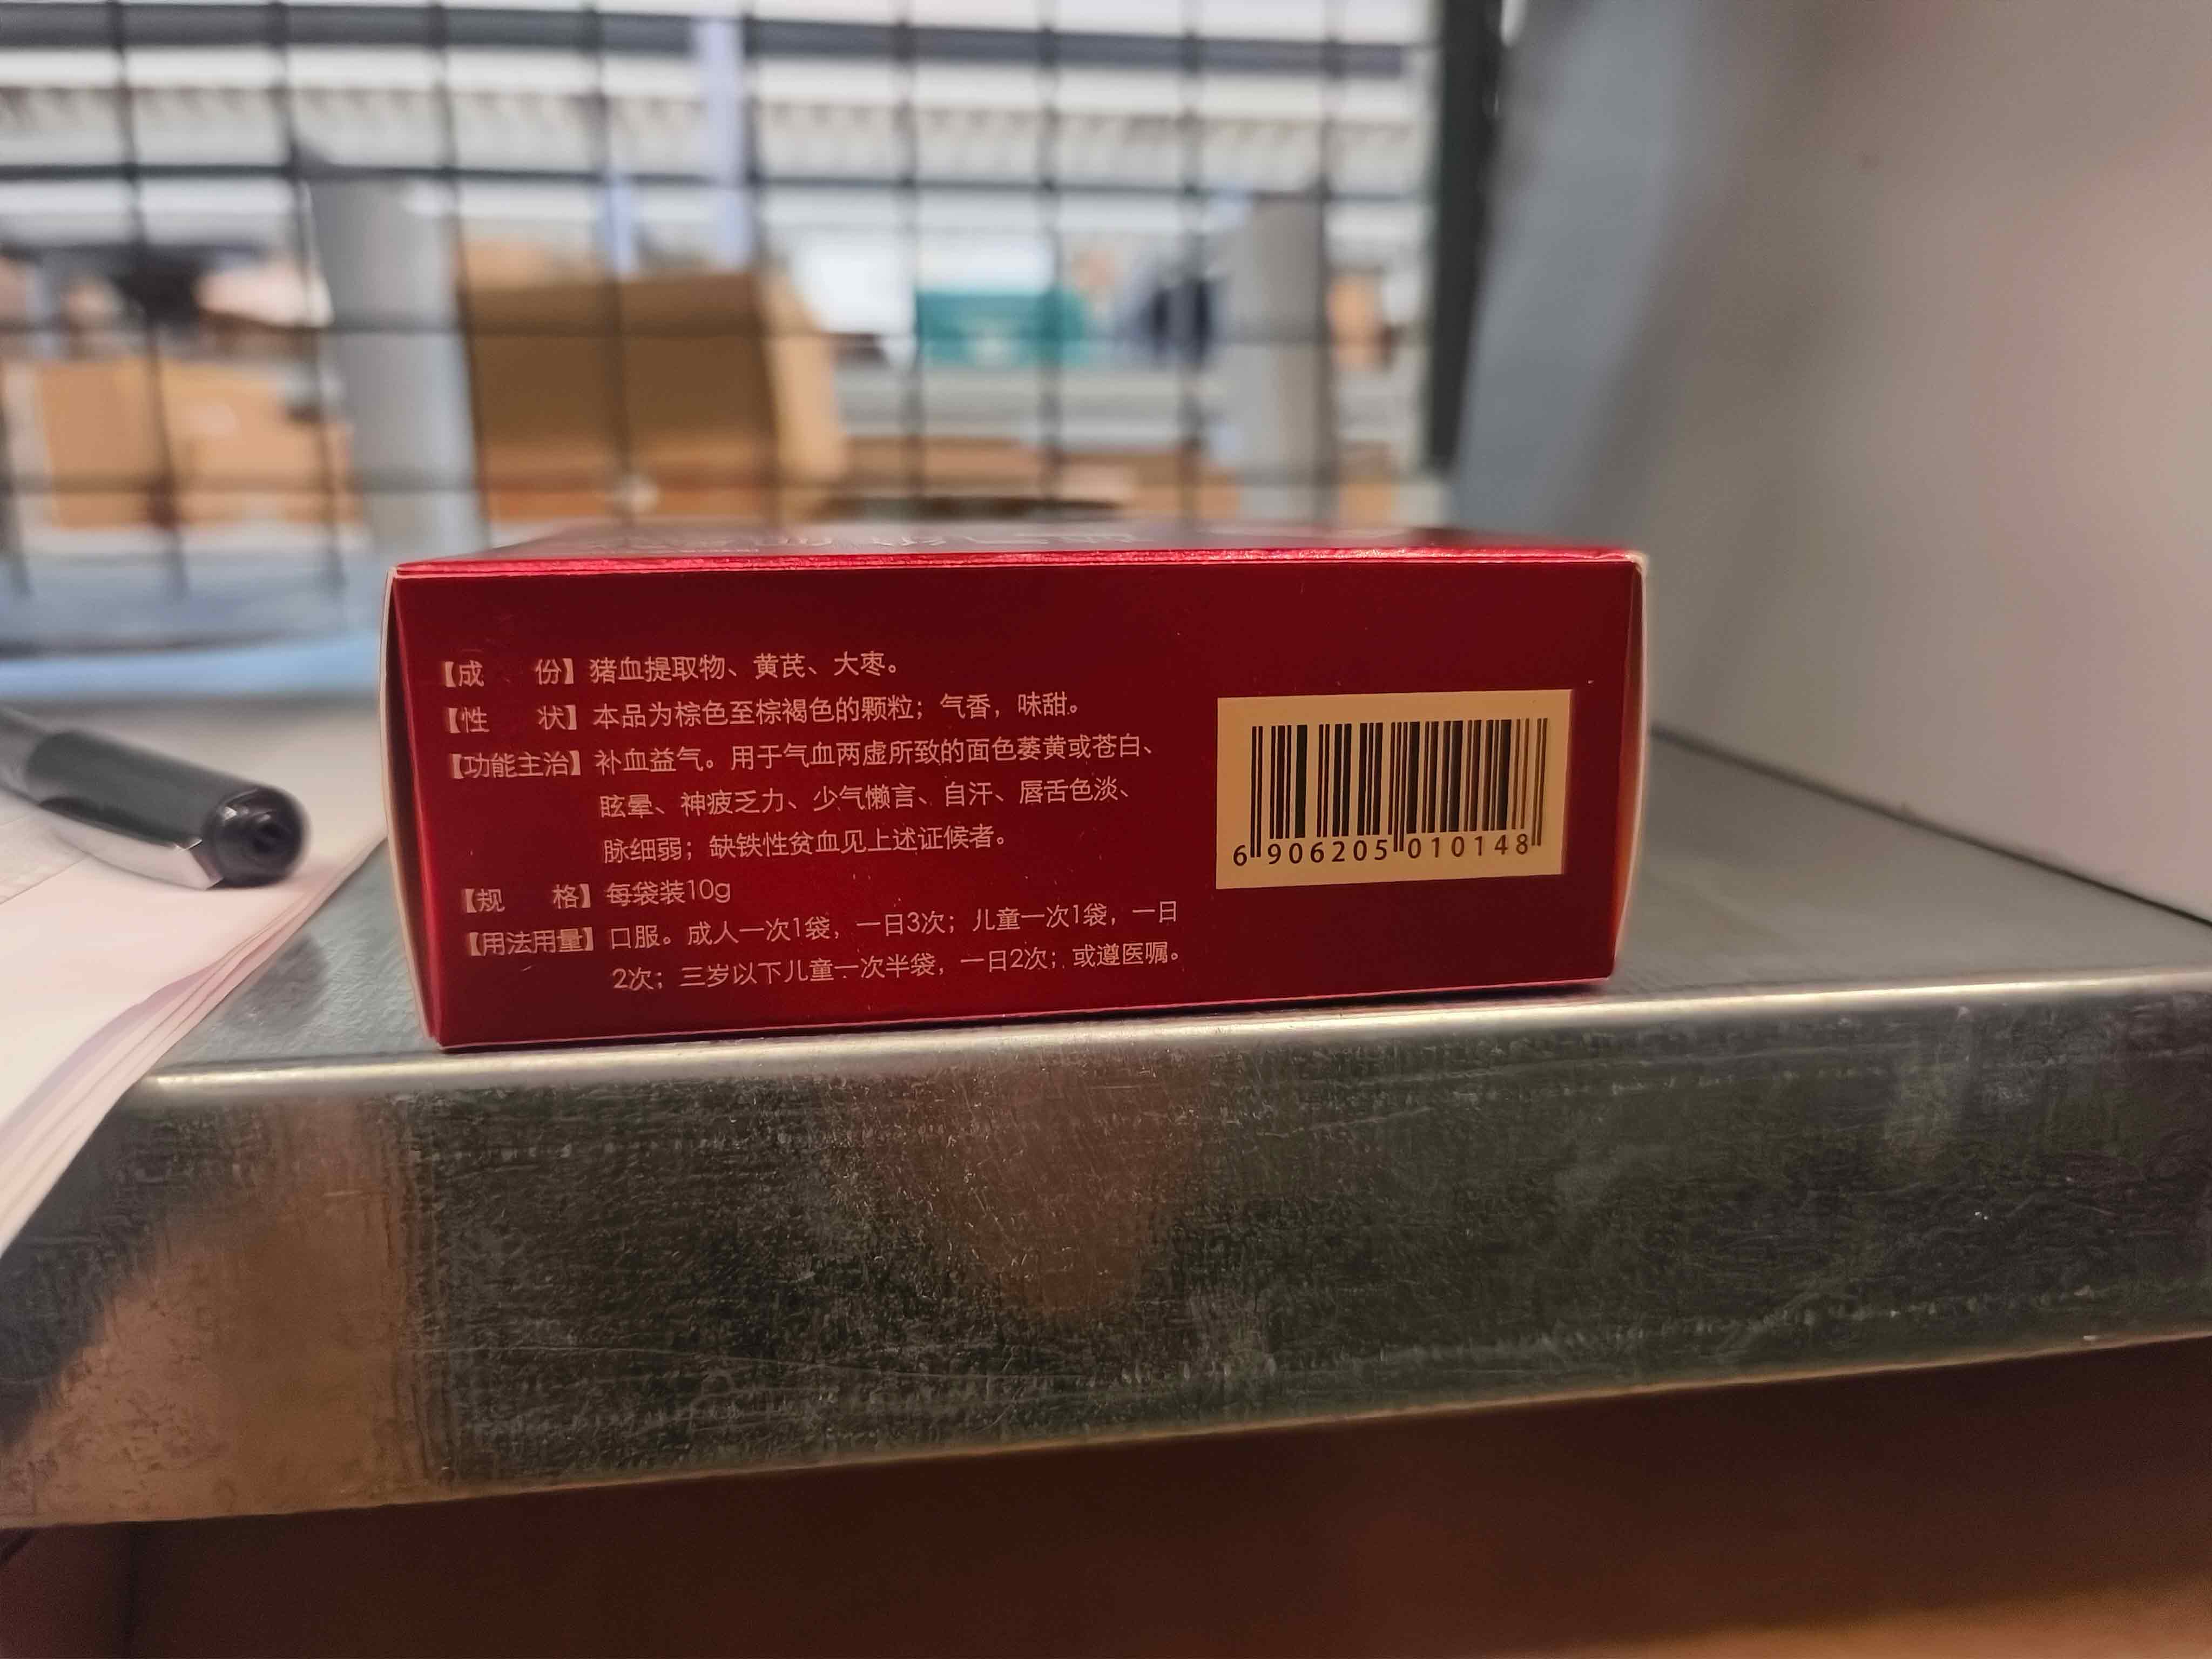 【成　　份】猪血提取物、黄芪、大枣。
【性　　状】本品为棕色至棕褐色的颗粒；气香，味甜。
【功能主治】补血益气。用于气血两虚所致的面色萎黄或苍白、
眩晕、神疲乏力、少气懒言、自汗、唇舌色淡、
脉细弱；缺铁性贫血见上述证候者。
【规　　格】每袋装10g
【用法用量】口服。成人一次1袋，一日3次；儿童一次1袋，一日
2次；三岁以下儿童一次半袋，一日2次；或遵医嘱。
6 906205 010148